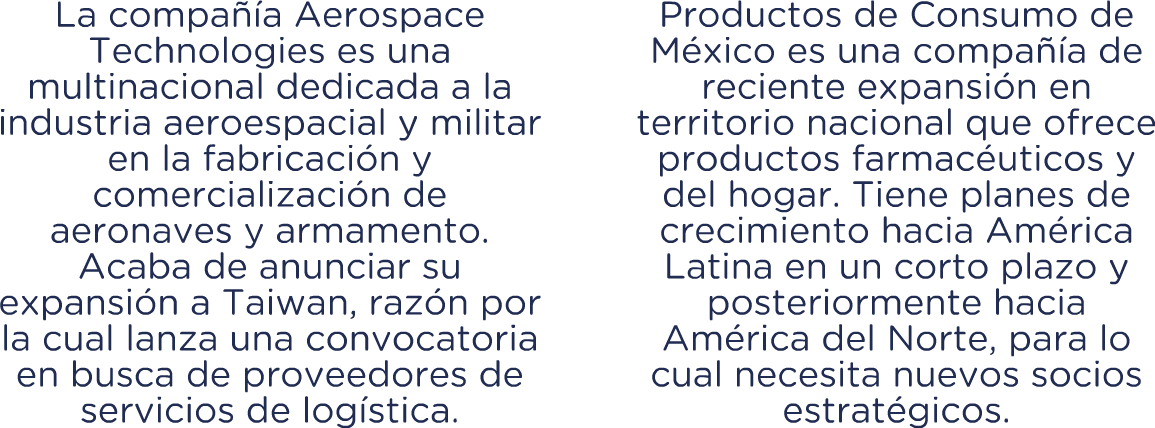 La compañía Aerospace
Technologies es una
multinacional dedicada a la
industria aeroespacial y militar
en la fabricación y
comercialización de
aeronaves y armamento.
Acaba de anunciar su
expansión a Taiwan, razón por
la cual lanza una convocatoria
en busca de proveedores de
servicios de logística.
Productos de Consumo de
México es una compañía de
reciente expansión en
territorio nacional que ofrece
productos farmacéuticos y
del hogar. Tiene planes de
crecimiento hacia América
Latina en un corto plazo y
posteriormente hacia
América del Norte, para lo
cual necesita nuevos socios
estratégicos.